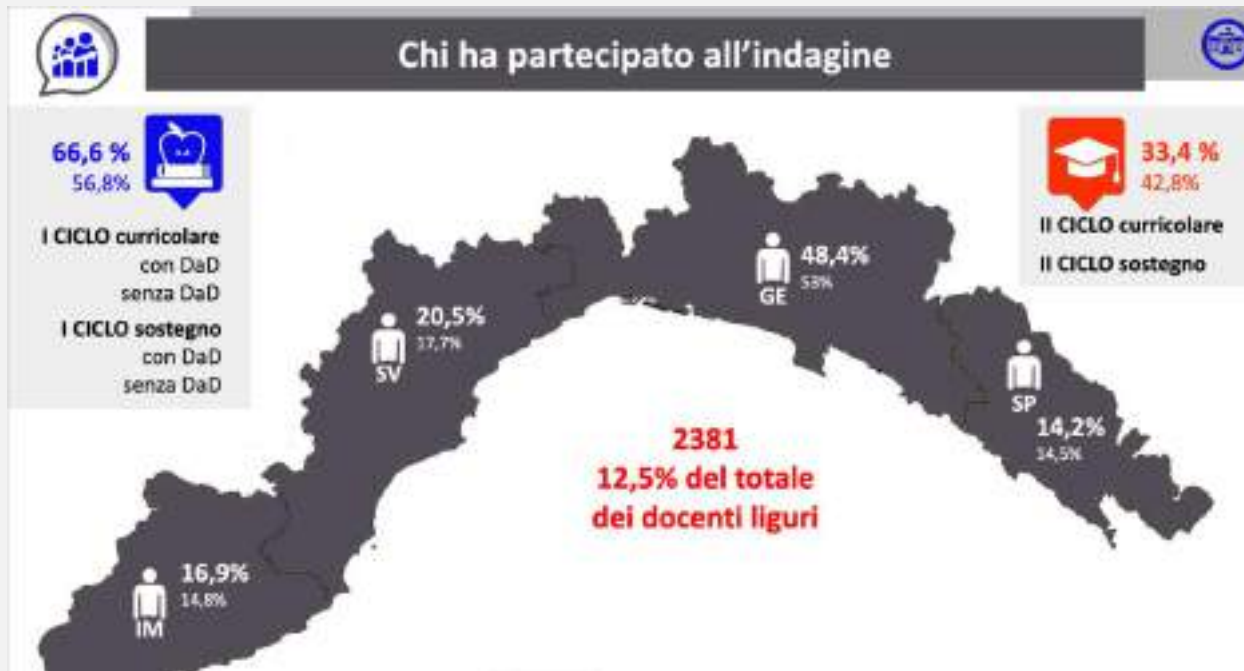 Chi ha partecipato all'indagine
66,6 %
56,8%
I CICLO curricolare
con DaD
senza DaD
I CICLO sostegno
con DaD
senza DaD
33,4 %
42,8%
II CICLO curricolare
II CICLO sostegno
48,4%
53%
GE
20,5%
17,7%
SV
SP
14,2%
14,5%
2381
12,5% del totale
dei docenti liguri
16,9%
14,8%
IM